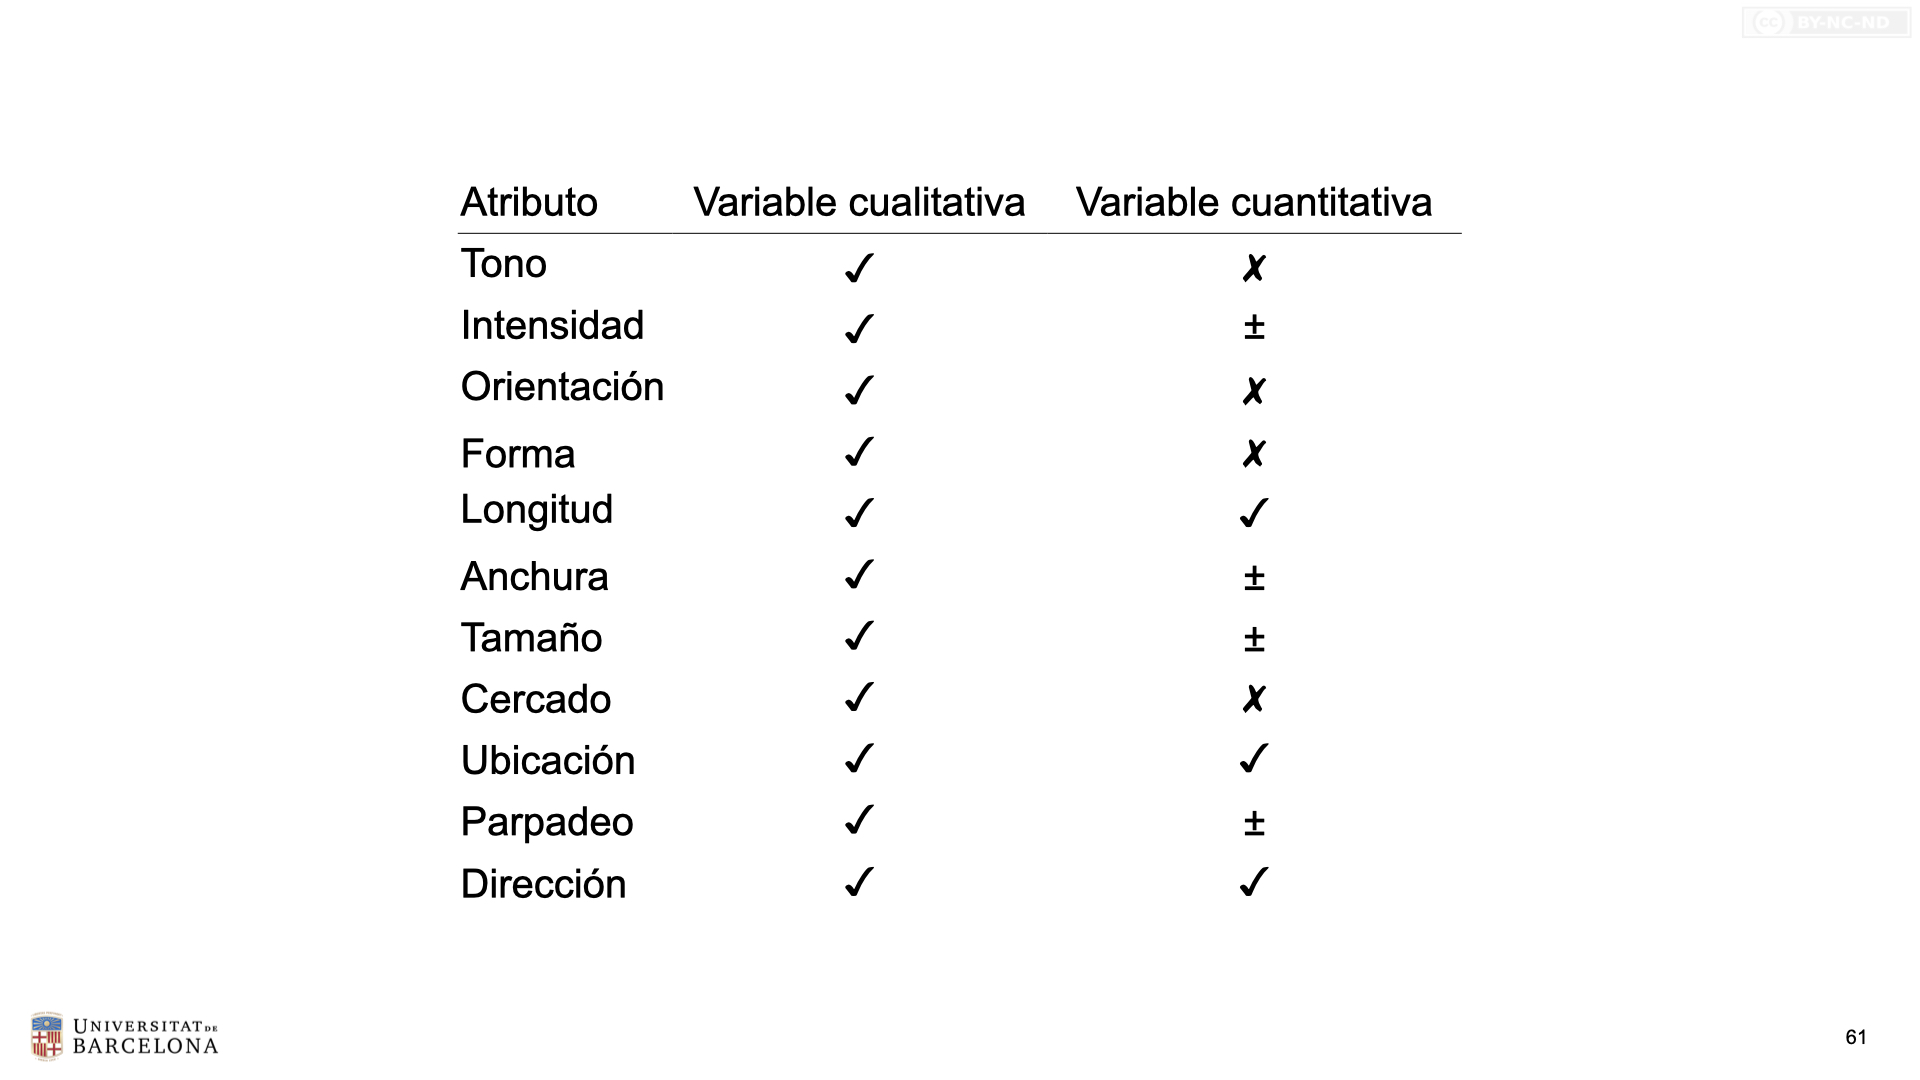 cc BY-NC-ND
Atributo Variable cualitativa Variable cuantitativa
Tono ✓ ✗
Intensidad ✓ ±
Orientación ✓ ✗
Forma ✓ ✗
Longitud ✓ ✓
Anchura ✓ ±
Tamaño ✓ ±
Cercado ✓ ✗
Ubicación ✓ ✓
Parpadeo ✓ ±
Dirección ✓ ✓
UNIVERSITAT DE
BARCELONA
61